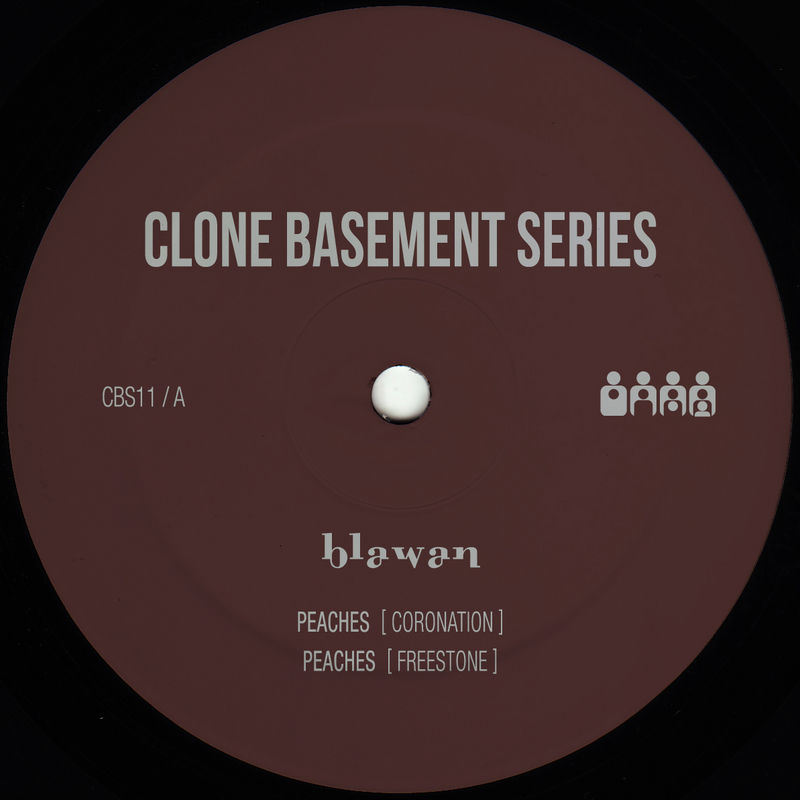 CLONE BASEMENT SERIES
CBS11 / A
blawan
PEACHES [ CORONATION ]
PEACHES [ FREESTONE ]